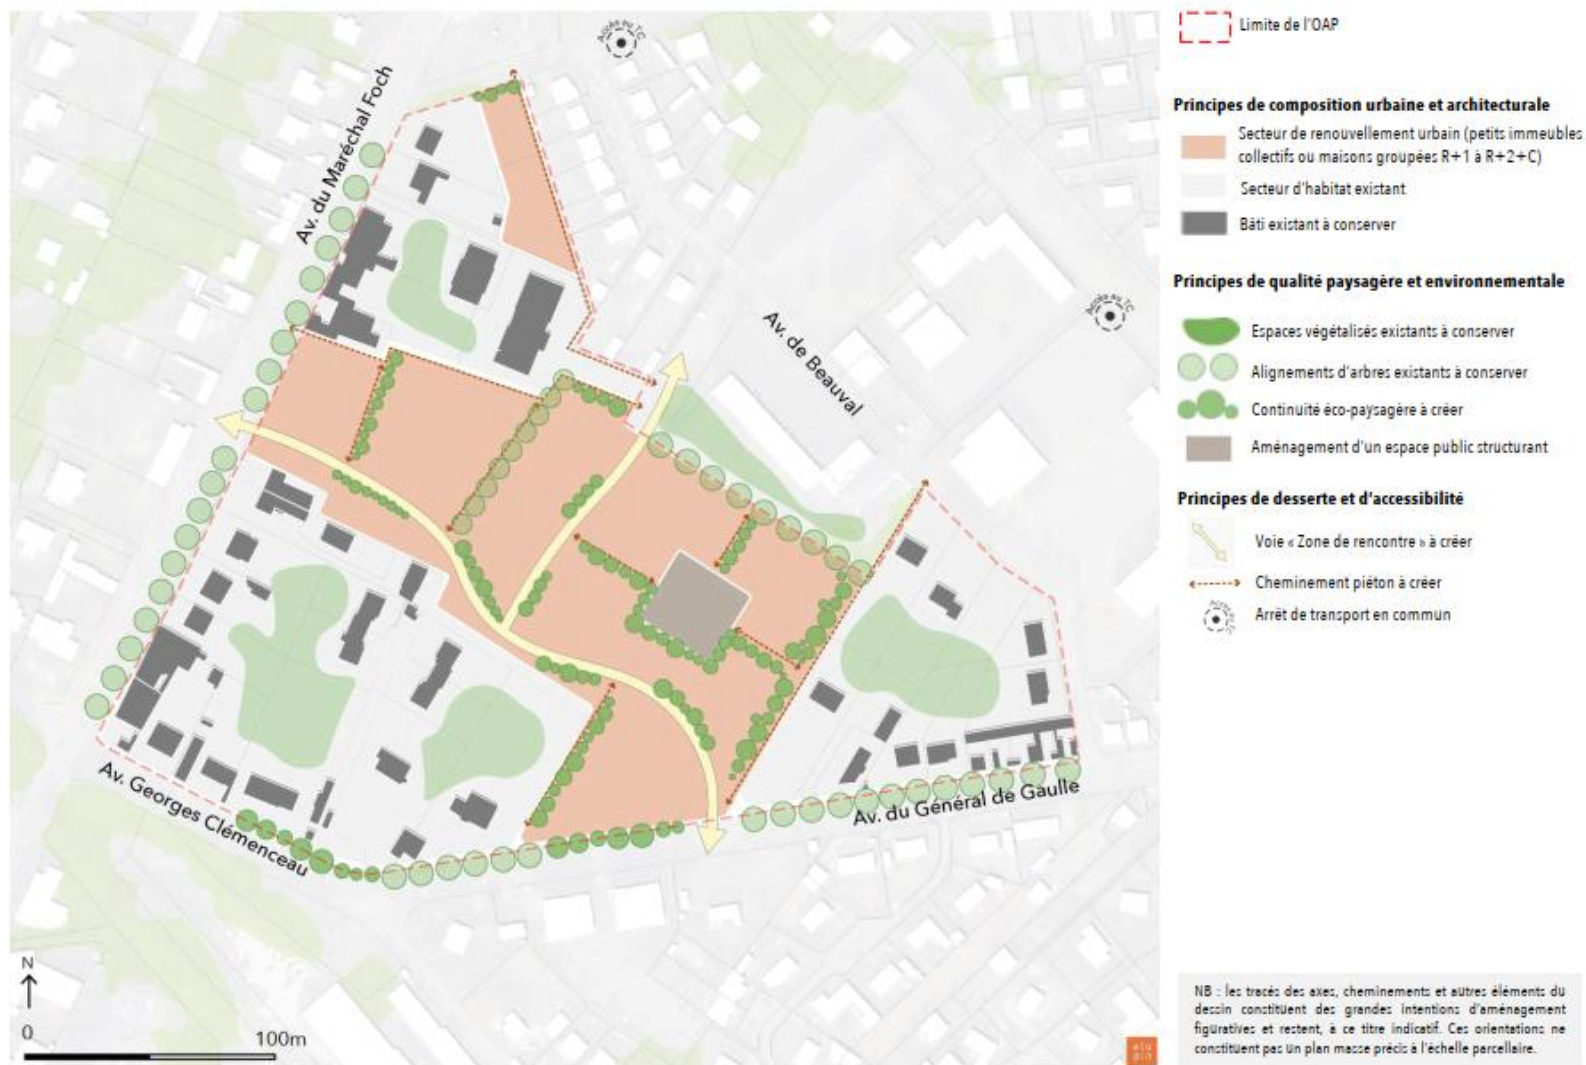 Accès au TC
Av. du Maréchal Foch
Accès au TC
Av. de Beauval
Av. Georges Clémenceau
Av. du Général de Gaulle
N
0
100m
Limite de l'OAP
Principes de composition urbaine et architecturale
Secteur de renouvellement urbain (petits immeubles
collectifs ou maisons groupées R+1 à R+2+C)
Secteur d'habitat existant
Bâti existant à conserver
Principes de qualité paysagère et environnementale
Espaces végétalisés existants à conserver
Alignements d'arbres existants à conserver
Continuité éco-paysagère à créer
Aménagement d'un espace public structurant
Principes de desserte et d'accessibilité
Voie « Zone de rencontre » à créer
Cheminement piéton à créer
Arrêt de transport en commun
NB : les tracés des axes, cheminements et autres éléments du
dessin constituent des grandes intentions d'aménagement
figuratives et restent, à ce titre indicatif. Ces orientations ne
constituent pas un plan masse précis à l'échelle parcellaire.